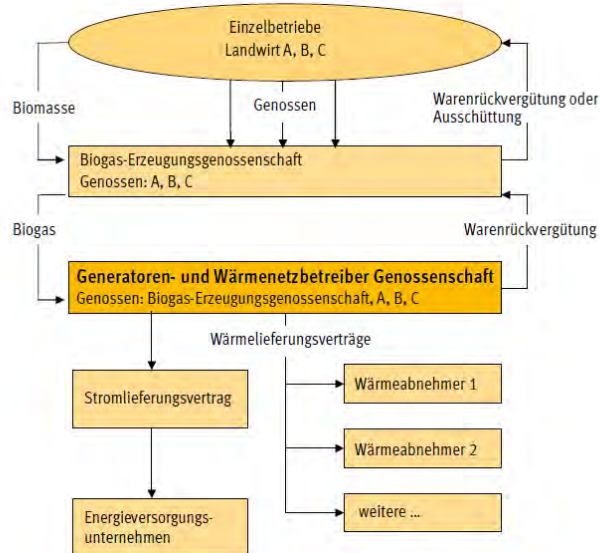 Einzelbetriebe
Landwirt A, B, C
Biomasse
Genossen
Warenrückvergütung oder
Ausschüttung
Biogas-Erzeugungsgenossenschaft
Genossen: A, B, C
Biogas
Warenrückvergütung
Generatoren- und Wärmenetzbetreiber Genossenschaft
Genossen: Biogas-Erzeugungsgenossenschaft, A, B, C
Wärmelieferungsverträge
Stromlieferungsvertrag
Wärmeabnehmer 1
Wärmeabnehmer 2
weitere ...
Energieversorgungs-
unternehmen